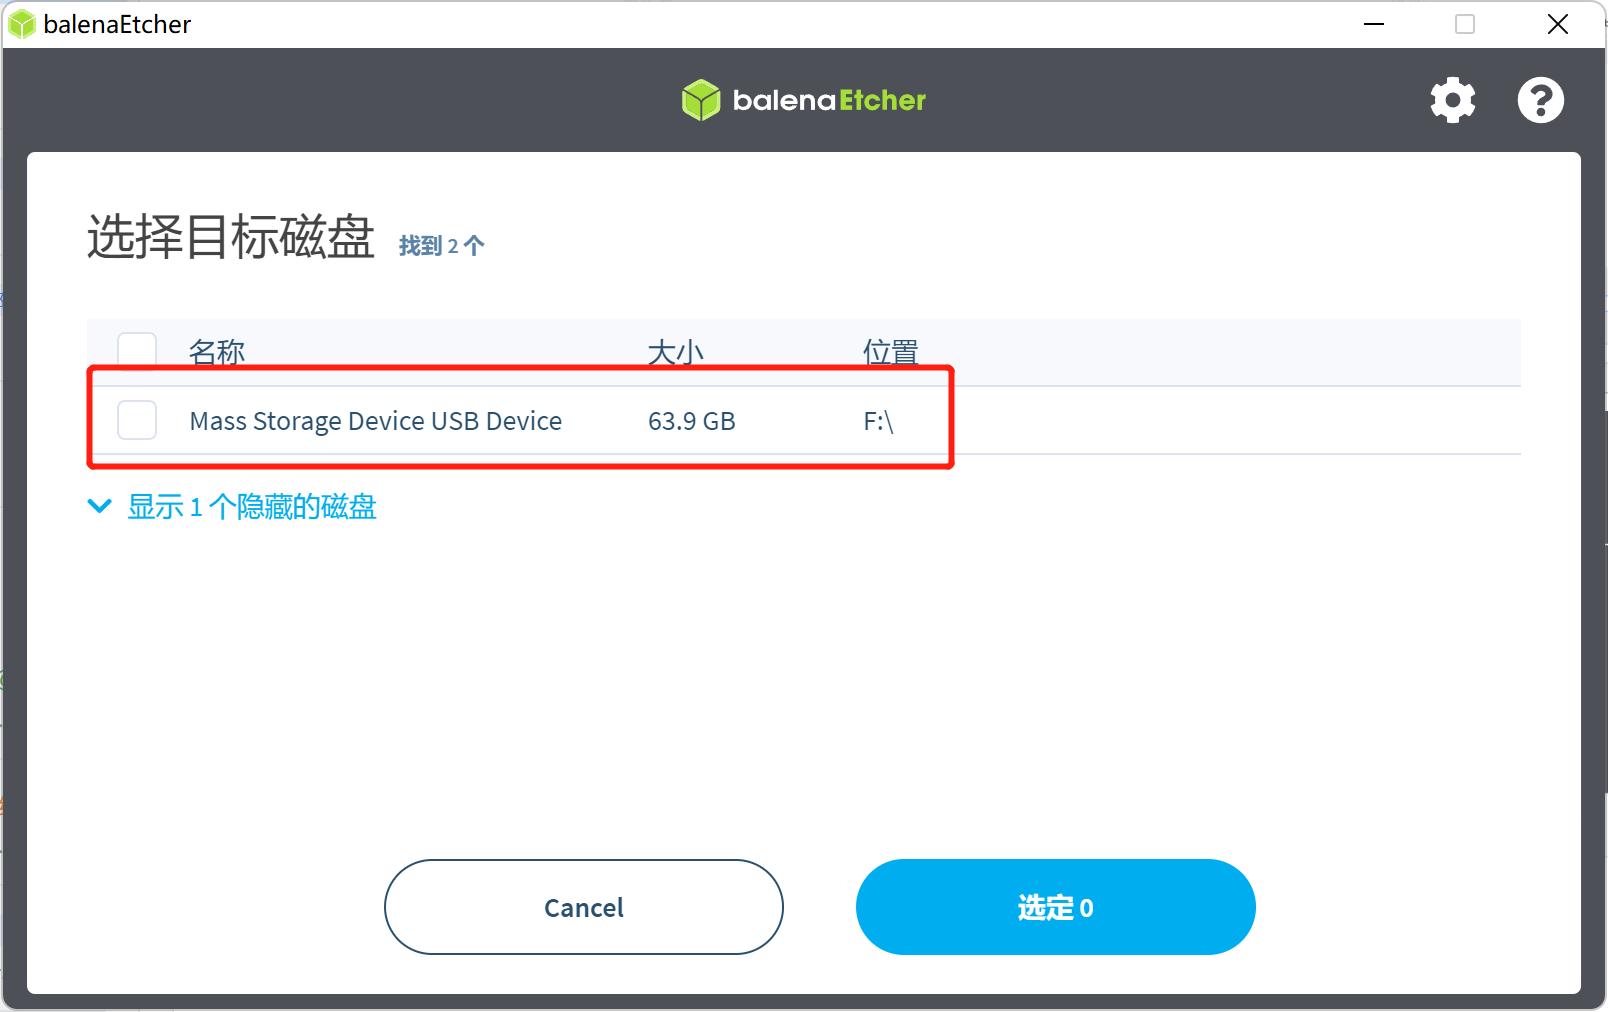 balenaEtcher
balenaEtcher
选择目标磁盘 找到 2 个
名称 大小 位置
Mass Storage Device USB Device 63.9 GB F:\
显示 1 个隐藏的磁盘
Cancel 选定 0